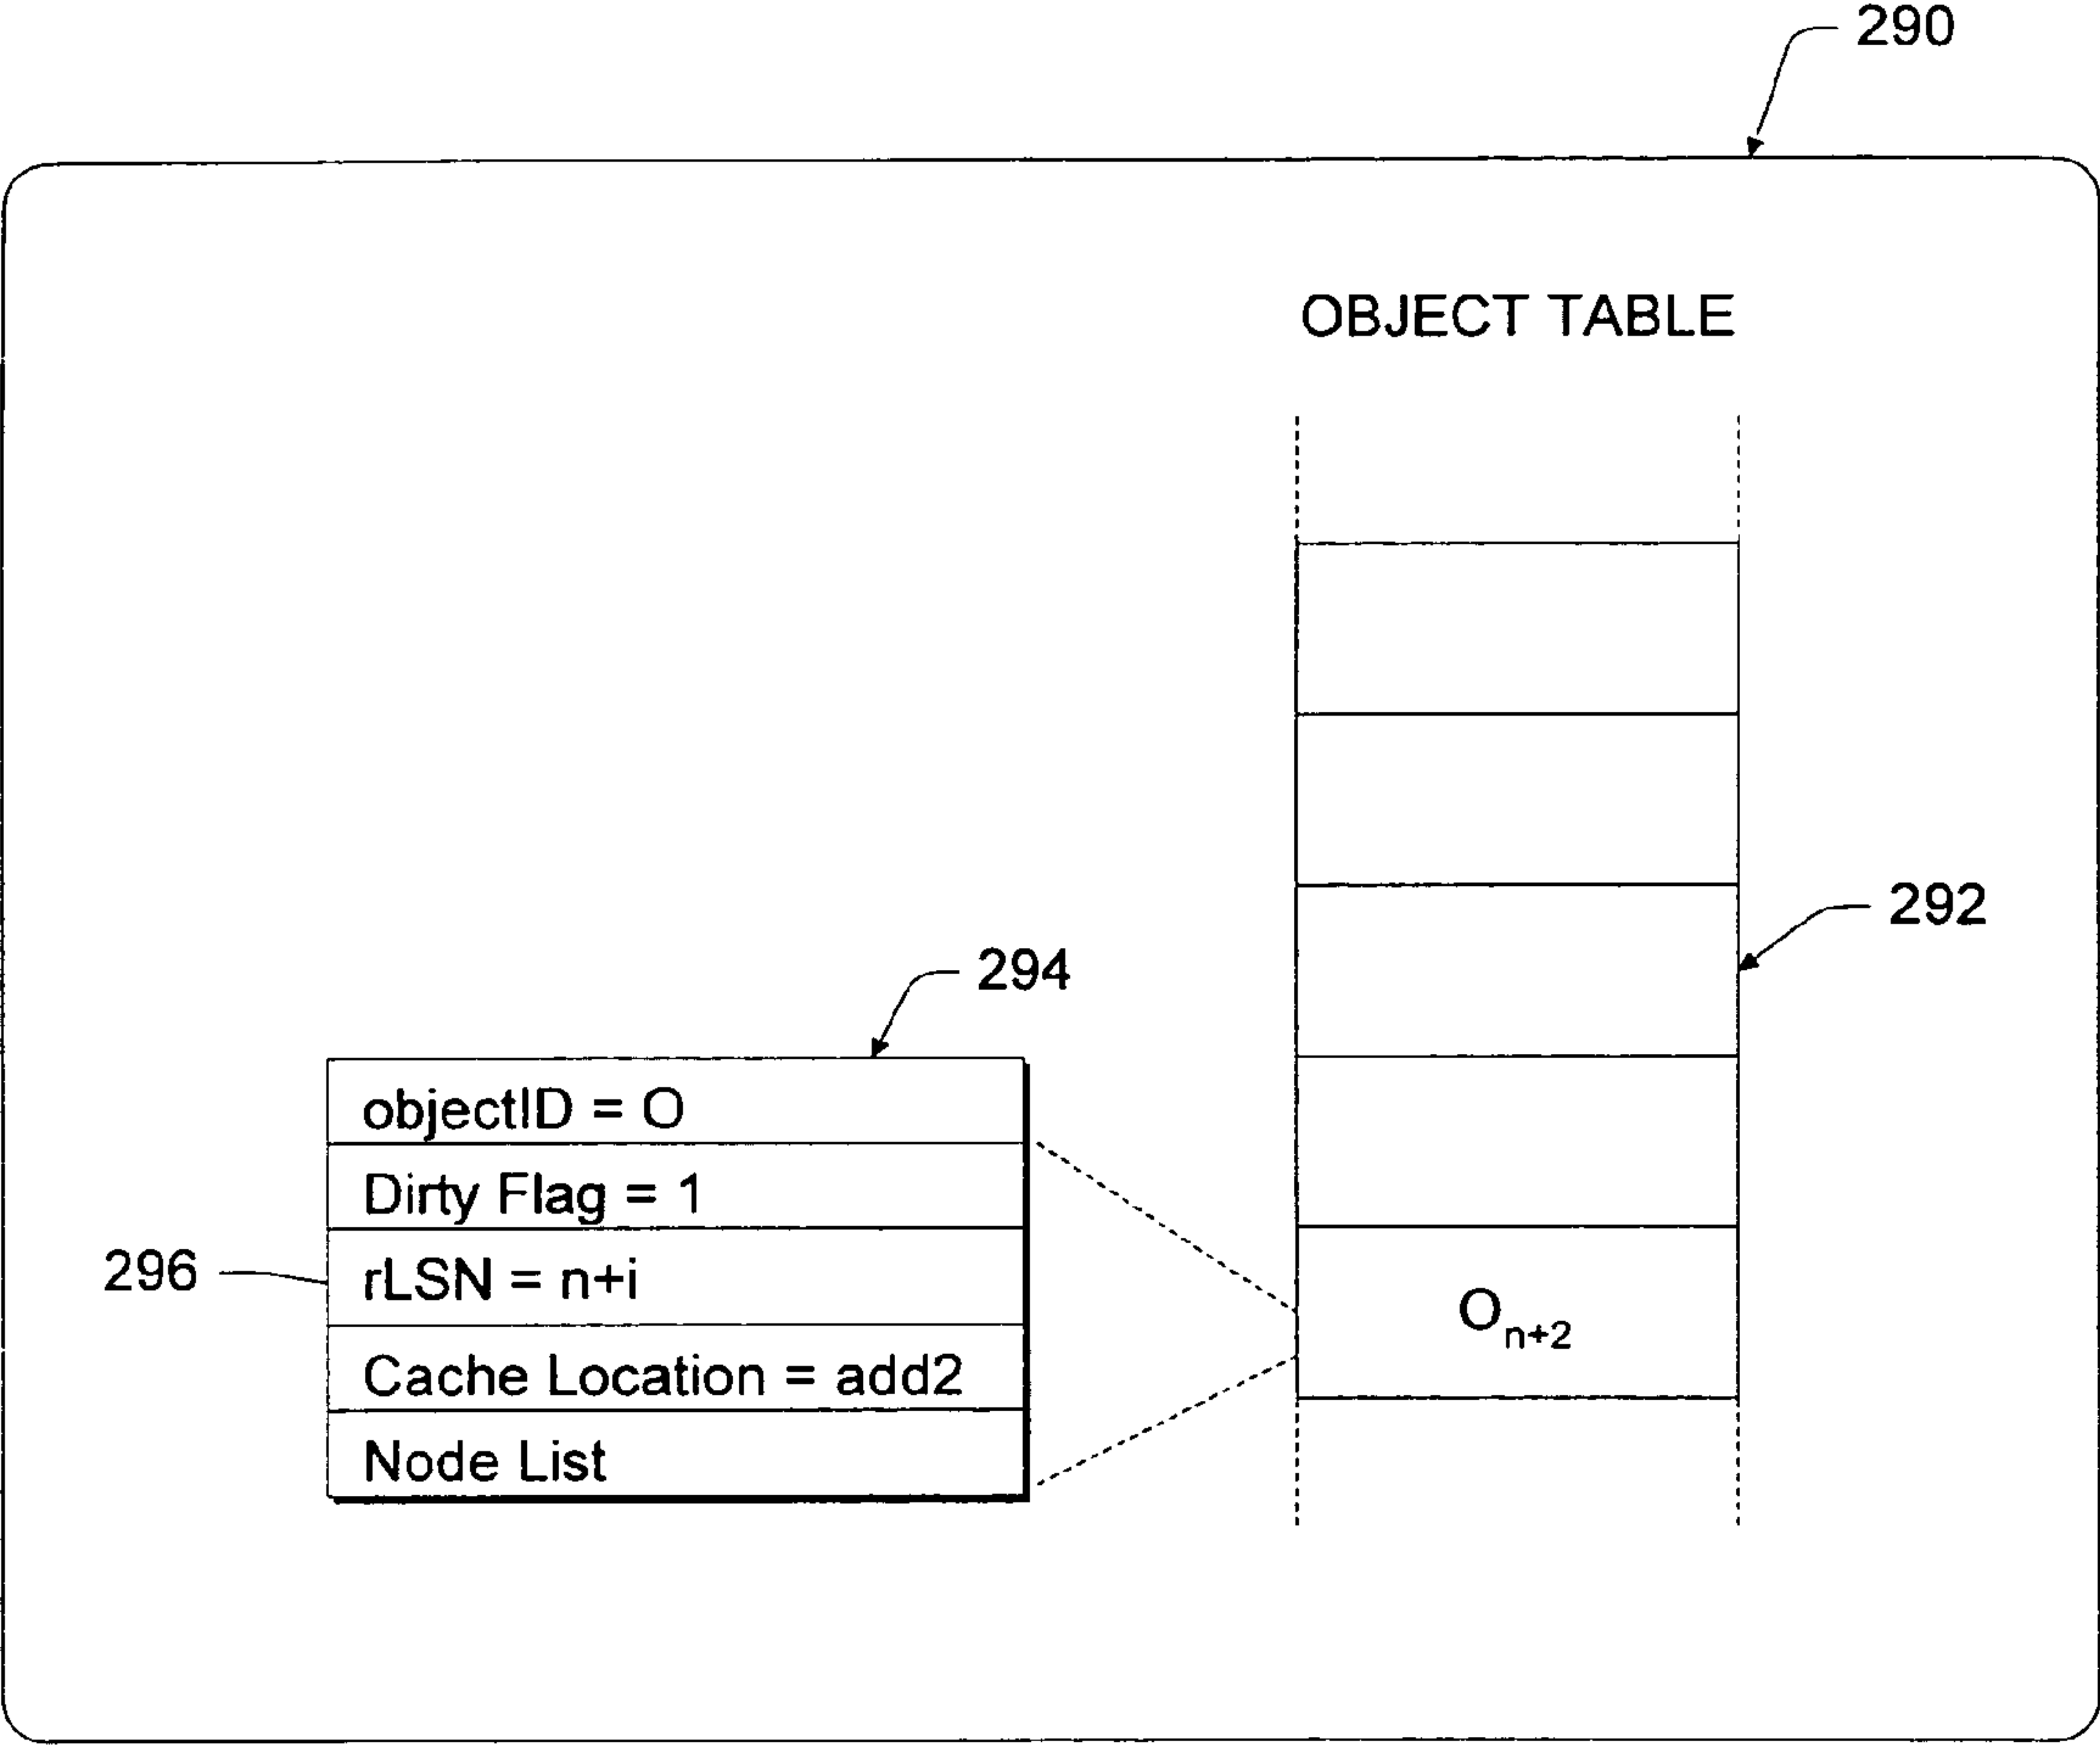 290
OBJECT TABLE
292
294
objectID = O
Dirty Flag = 1
296
rLSN = n+i
Cache Location = add2
Node List
On+2